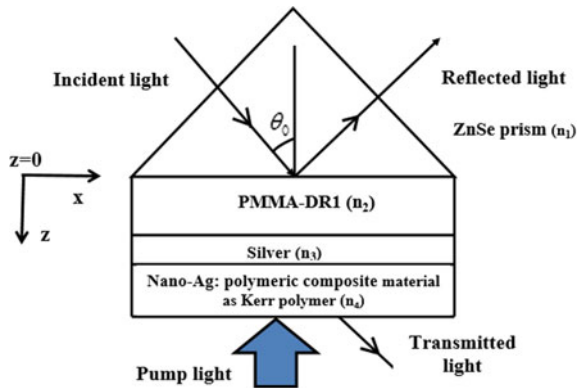 Incident light
Reflected light
θ₀
ZnSe prism (n₁)
z=0
x
z
PMMA-DR1 (n₂)
Silver (n₃)
Nano-Ag: polymeric composite material
as Kerr polymer (n₄)
Pump light
Transmitted
light